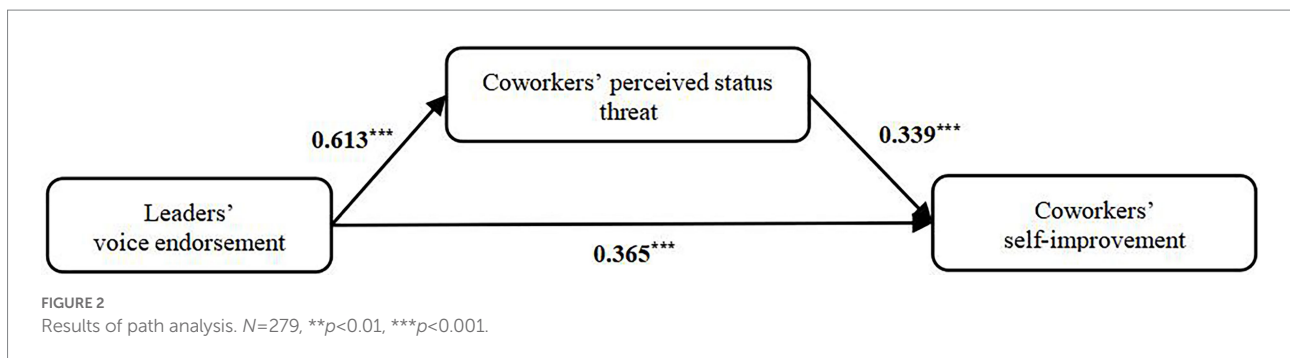 Coworkers’ perceived status
threat
0.613***
0.339***
Leaders’
voice endorsement
Coworkers’
self-improvement
0.365***
FIGURE 2
Results of path analysis. N=279, **p<0.01, ***p<0.001.